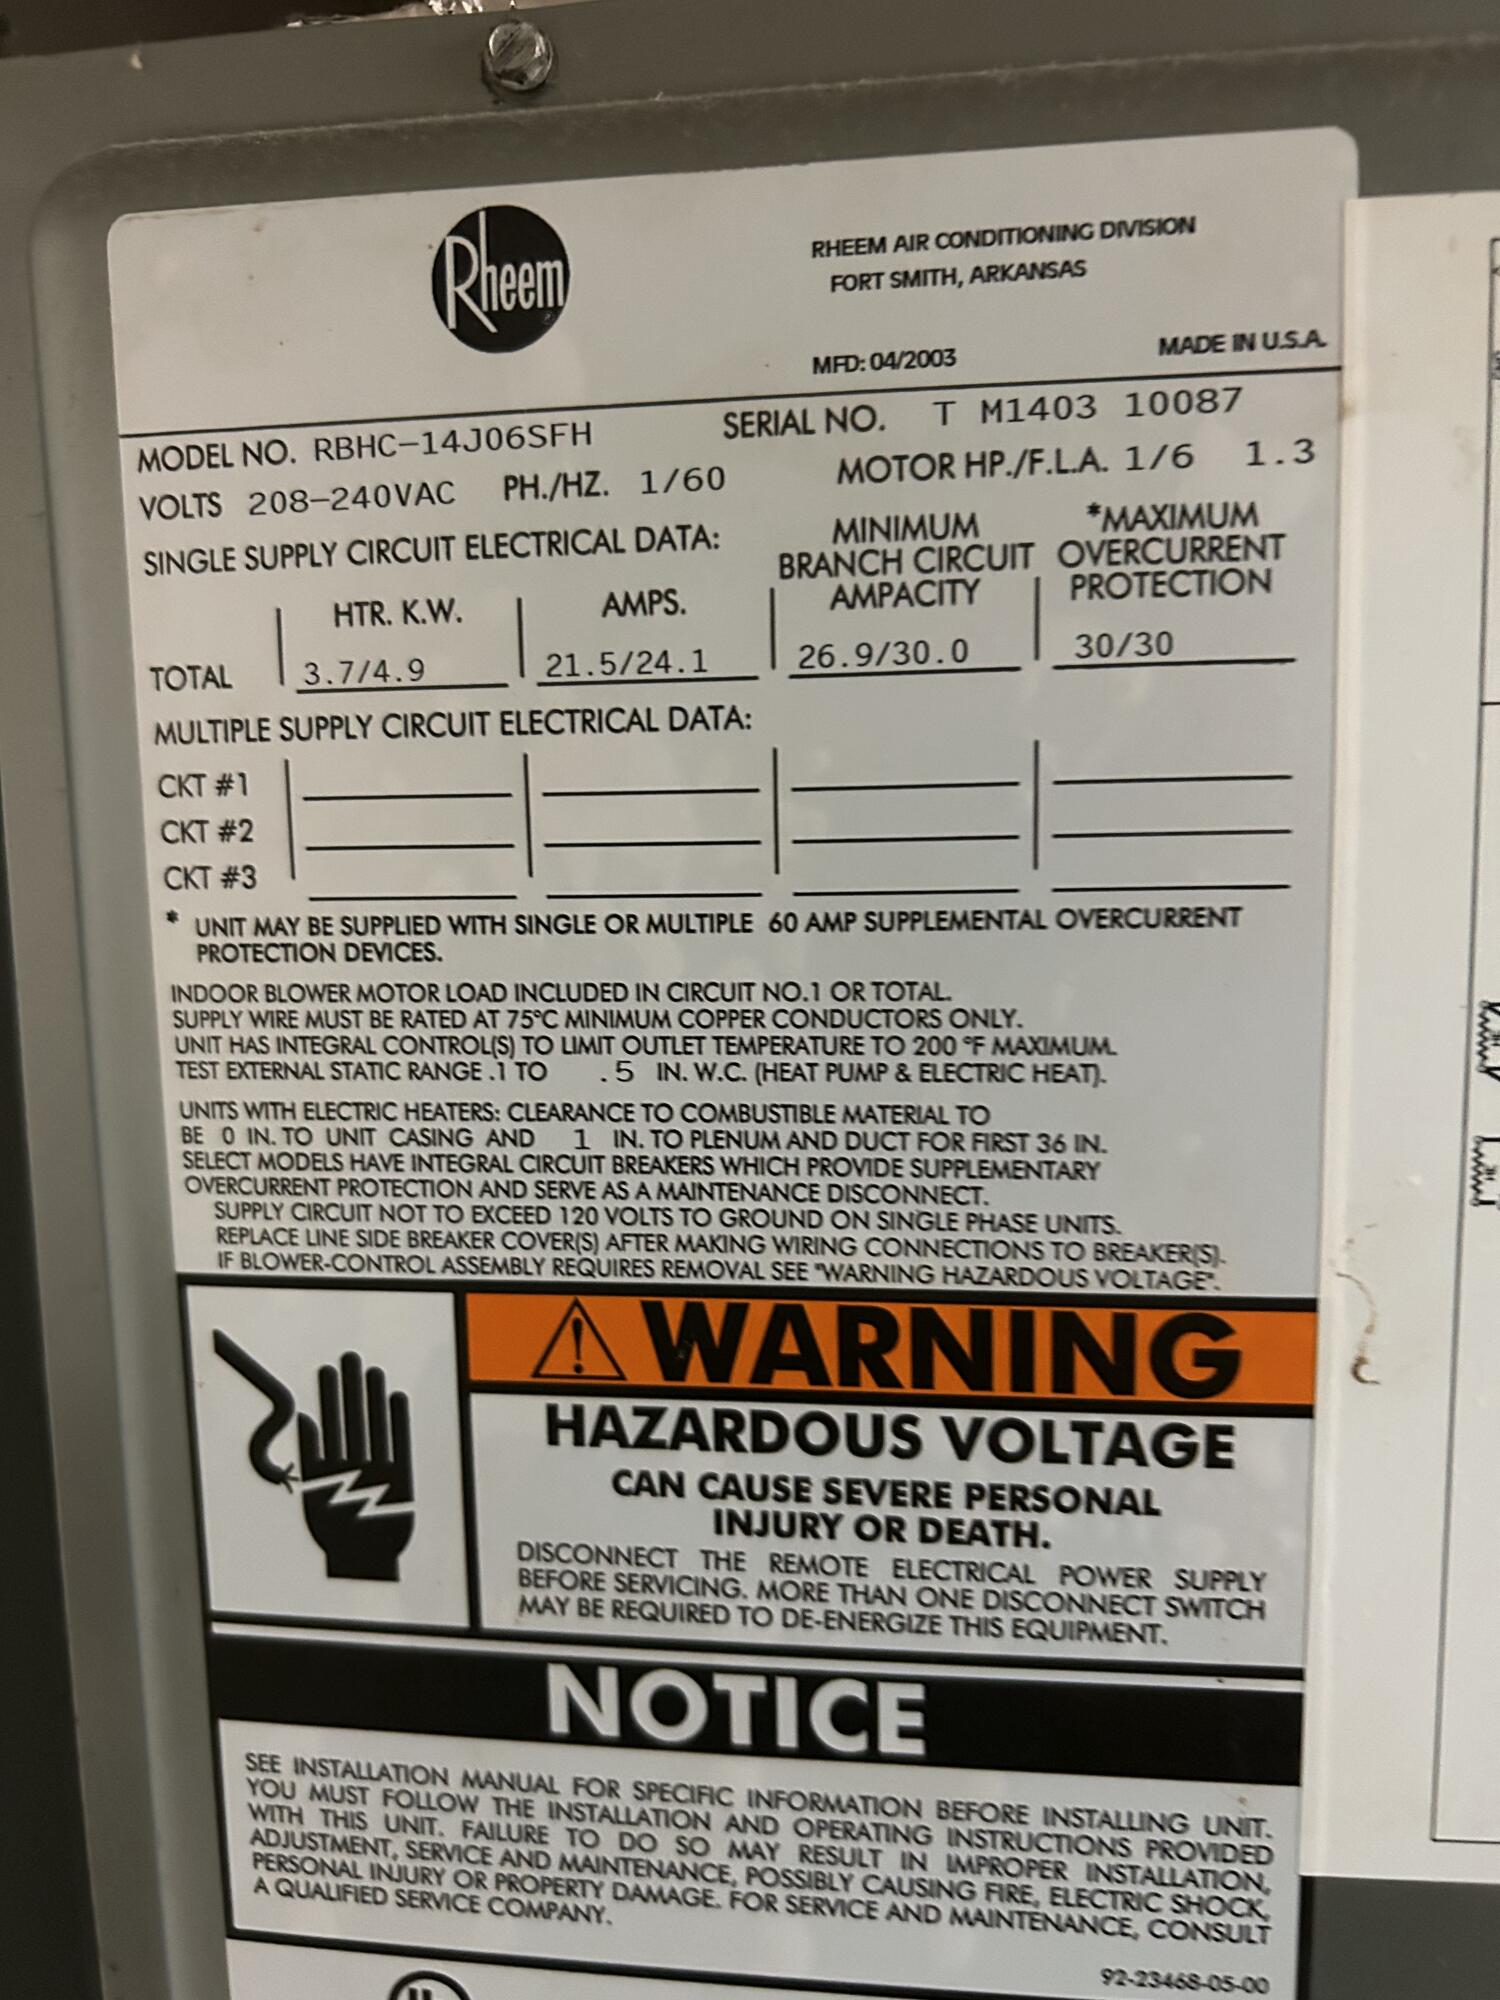 Rheem
RHEEM AIR CONDITIONING DIVISION
FORT SMITH, ARKANSAS
MFD: 04/2003 MADE IN U.S.A.
MODEL NO. RBHC-14J06SFH SERIAL NO. T M1403 10087
VOLTS 208-240VAC PH./HZ. 1/60 MOTOR HP./F.L.A. 1/6 1.3
SINGLE SUPPLY CIRCUIT ELECTRICAL DATA:
MINIMUM BRANCH CIRCUIT AMPACITY
*MAXIMUM OVERCURRENT PROTECTION
HTR. K.W. AMPS.
TOTAL 3.7/4.9 21.5/24.1 26.9/30.0 30/30
MULTIPLE SUPPLY CIRCUIT ELECTRICAL DATA:
CKT #1
CKT #2
CKT #3
* UNIT MAY BE SUPPLIED WITH SINGLE OR MULTIPLE 60 AMP SUPPLEMENTAL OVERCURRENT
PROTECTION DEVICES.
INDOOR BLOWER MOTOR LOAD INCLUDED IN CIRCUIT NO.1 OR TOTAL.
SUPPLY WIRE MUST BE RATED AT 75°C MINIMUM COPPER CONDUCTORS ONLY.
UNIT HAS INTEGRAL CONTROL(S) TO LIMIT OUTLET TEMPERATURE TO 200 °F MAXIMUM.
TEST EXTERNAL STATIC RANGE .1 TO .5 IN. W.C. (HEAT PUMP & ELECTRIC HEAT).
UNITS WITH ELECTRIC HEATERS: CLEARANCE TO COMBUSTIBLE MATERIAL TO
BE 0 IN. TO UNIT CASING AND 1 IN. TO PLENUM AND DUCT FOR FIRST 36 IN.
SELECT MODELS HAVE INTEGRAL CIRCUIT BREAKERS WHICH PROVIDE SUPPLEMENTARY
OVERCURRENT PROTECTION AND SERVE AS A MAINTENANCE DISCONNECT.
SUPPLY CIRCUIT NOT TO EXCEED 120 VOLTS TO GROUND ON SINGLE PHASE UNITS.
REPLACE LINE SIDE BREAKER COVER(S) AFTER MAKING WIRING CONNECTIONS TO BREAKER(S).
IF BLOWER-CONTROL ASSEMBLY REQUIRES REMOVAL SEE "WARNING HAZARDOUS VOLTAGE".
WARNING
HAZARDOUS VOLTAGE
CAN CAUSE SEVERE PERSONAL
INJURY OR DEATH.
DISCONNECT THE REMOTE ELECTRICAL POWER SUPPLY
BEFORE SERVICING. MORE THAN ONE DISCONNECT SWITCH
MAY BE REQUIRED TO DE-ENERGIZE THIS EQUIPMENT.
NOTICE
SEE INSTALLATION MANUAL FOR SPECIFIC INFORMATION BEFORE INSTALLING UNIT.
YOU MUST FOLLOW THE INSTALLATION AND OPERATING INSTRUCTIONS PROVIDED
WITH THIS UNIT. FAILURE TO DO SO MAY RESULT IN IMPROPER INSTALLATION,
ADJUSTMENT, SERVICE AND MAINTENANCE, POSSIBLY CAUSING FIRE, ELECTRIC SHOCK,
PERSONAL INJURY OR PROPERTY DAMAGE. FOR SERVICE AND MAINTENANCE, CONSULT
A QUALIFIED SERVICE COMPANY.
92-23468-05-00